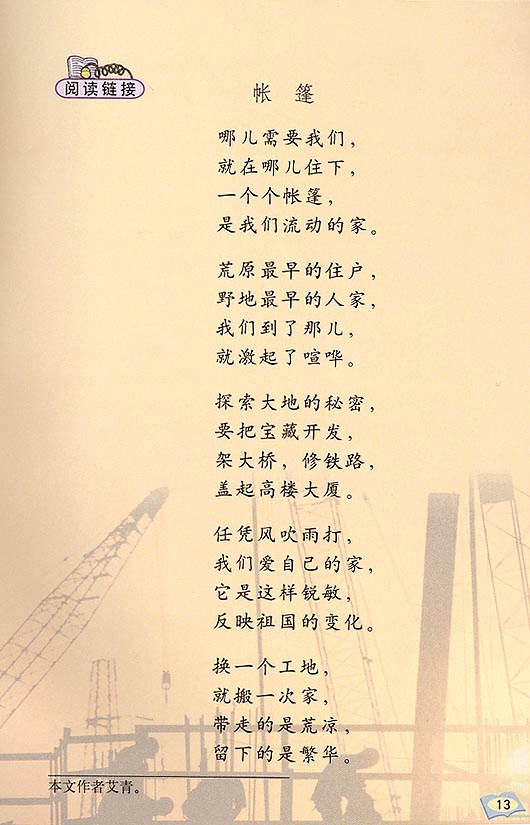 阅读链接
帐 篷
哪儿需要我们，
就在哪儿住下，
一个个帐篷，
是我们流动的家。
荒原最早的住户，
野地最早的人家，
我们到了那儿，
就激起了喧哗。
探索大地的秘密，
要把宝藏开发，
架大桥，修铁路，
盖起高楼大厦。
任凭风吹雨打，
我们爱自己的家，
它是这样锐敏，
反映祖国的变化。
换一个工地，
就搬一次家，
带走的是荒凉，
留下的是繁华。
本文作者艾青。
13